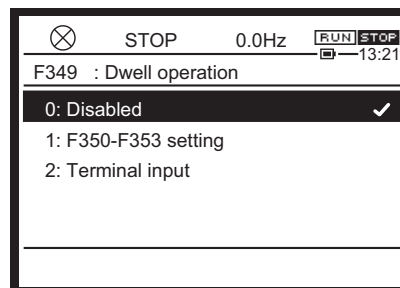 STOP 0.0Hz RUN STOP
13:21
F349 : Dwell operation
0: Disabled
1: F350-F353 setting
2: Terminal input